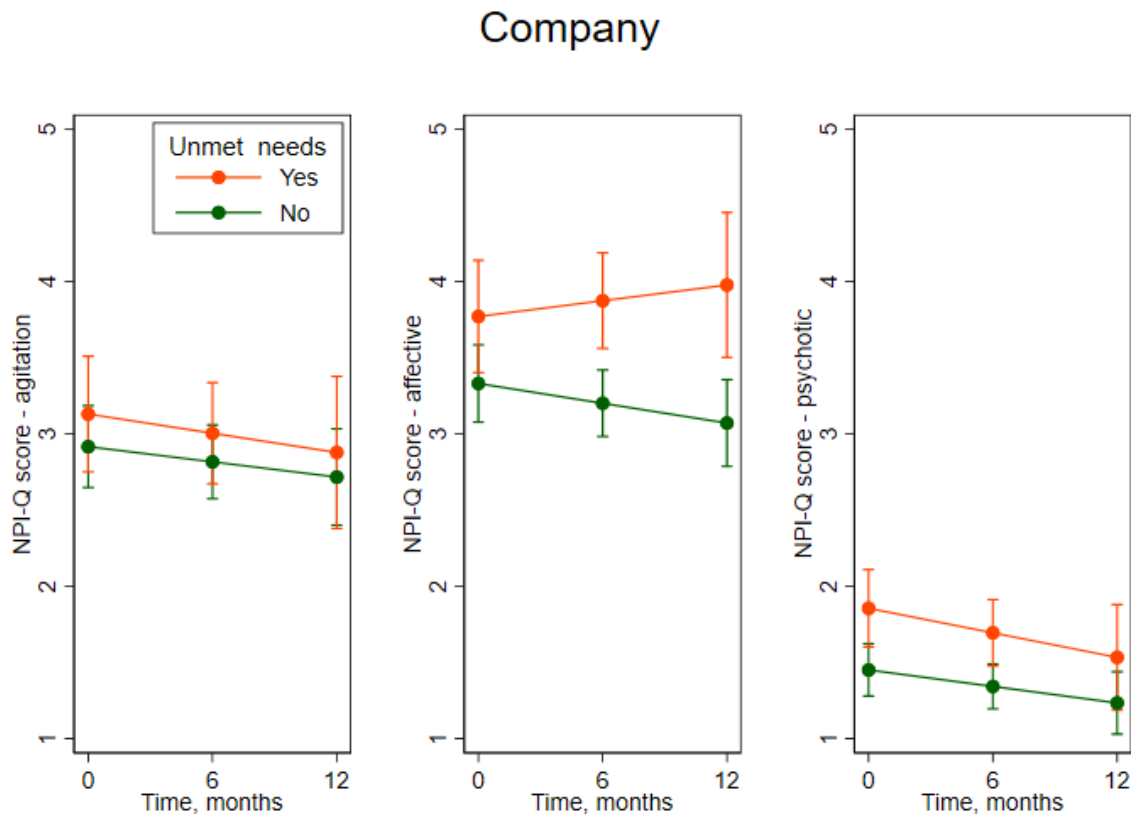 Company
NPI-Q score - agitation
5
4
3
2
1
Unmet needs
Yes
No
0 6 12
Time, months
NPI-Q score - affective
5
4
3
2
1
0 6 12
Time, months
NPI-Q score - psychotic
5
4
3
2
1
0 6 12
Time, months